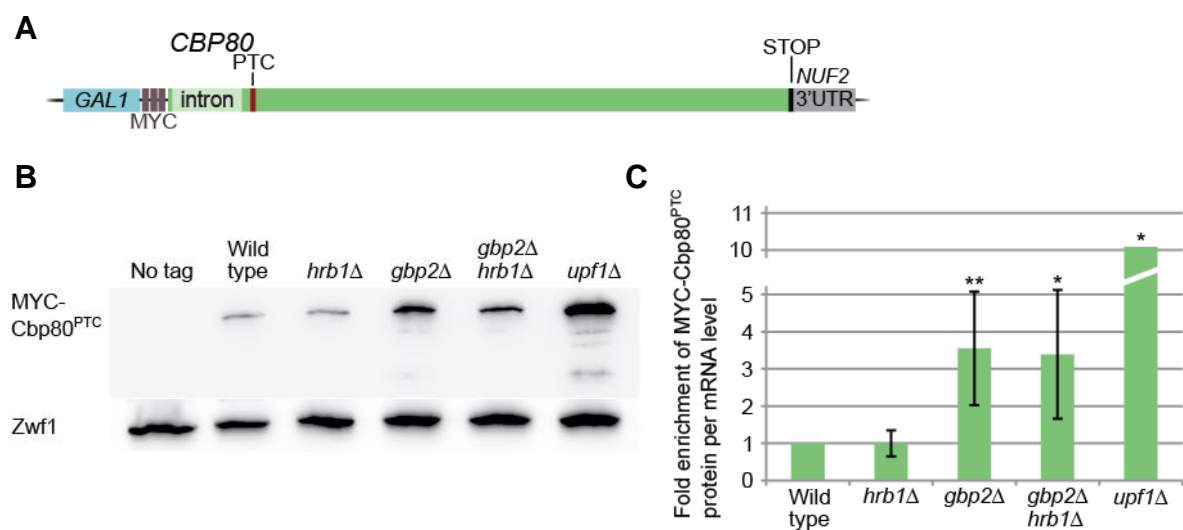 A
CBP80
PTC
STOP
NUF2
GAL1
intron
3'UTR
MYC
B
No tag
Wild
type
hrb1Δ
gbp2Δ
gbp2Δ
hrb1Δ
upf1Δ
MYC-
Cbp80PTC
Zwf1
C
Fold enrichment of MYC-Cbp80PTC
protein per mRNA level
11
10
5
4
3
2
1
0
**
*
*
Wild
type
hrb1Δ
gbp2Δ
gbp2Δ
hrb1Δ
upf1Δ